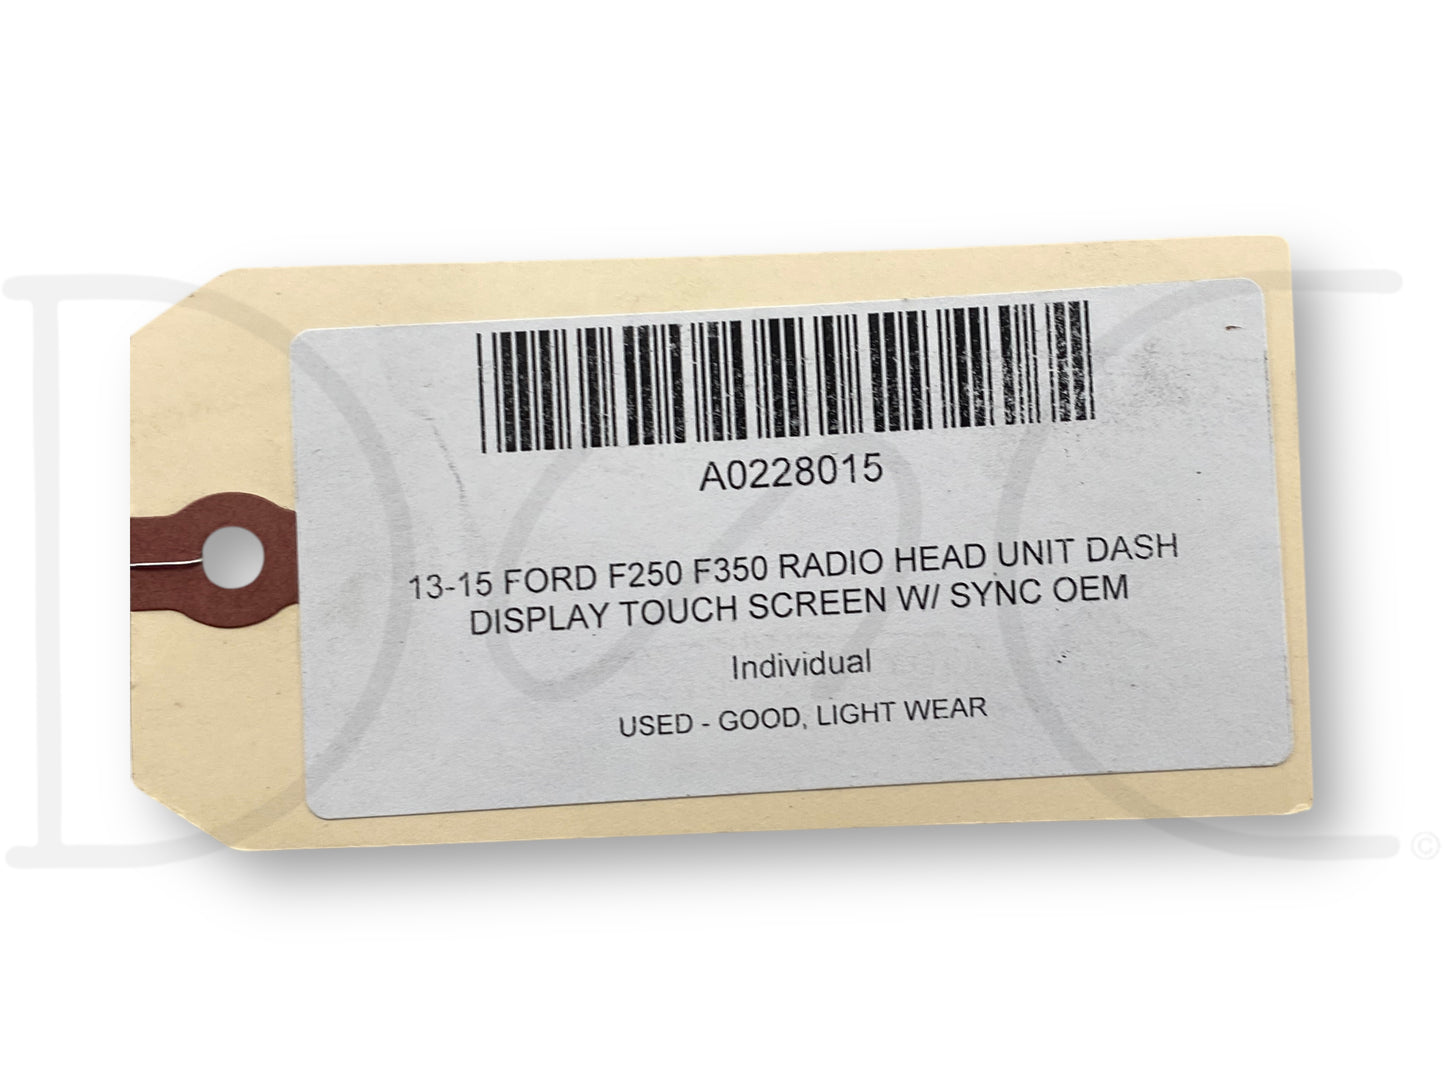 A0228015
13-15 FORD F250 F350 RADIO HEAD UNIT DASH
DISPLAY TOUCH SCREEN W/ SYNC OEM
Individual
USED - GOOD, LIGHT WEAR
©